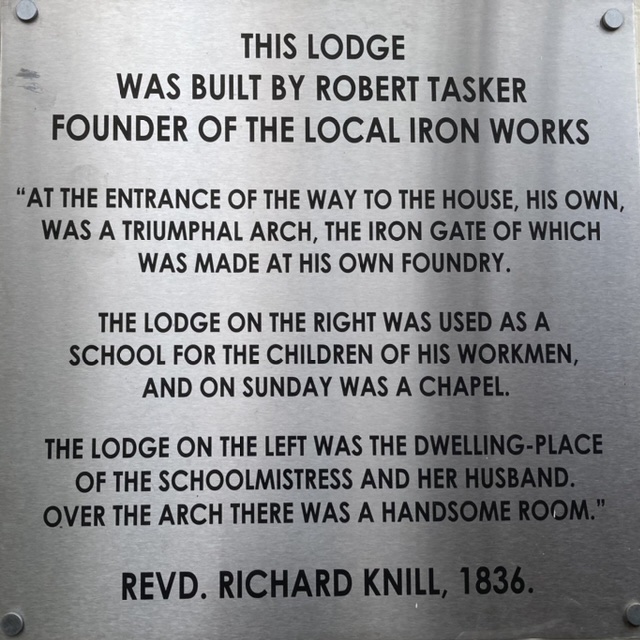 THIS LODGE
WAS BUILT BY ROBERT TASKER
FOUNDER OF THE LOCAL IRON WORKS
“AT THE ENTRANCE OF THE WAY TO THE HOUSE, HIS OWN,
WAS A TRIUMPHAL ARCH, THE IRON GATE OF WHICH
WAS MADE AT HIS OWN FOUNDRY.
THE LODGE ON THE RIGHT WAS USED AS A
SCHOOL FOR THE CHILDREN OF HIS WORKMEN,
AND ON SUNDAY WAS A CHAPEL.
THE LODGE ON THE LEFT WAS THE DWELLING-PLACE
OF THE SCHOOLMISTRESS AND HER HUSBAND.
OVER THE ARCH THERE WAS A HANDSOME ROOM.”
REVD. RICHARD KNILL, 1836.